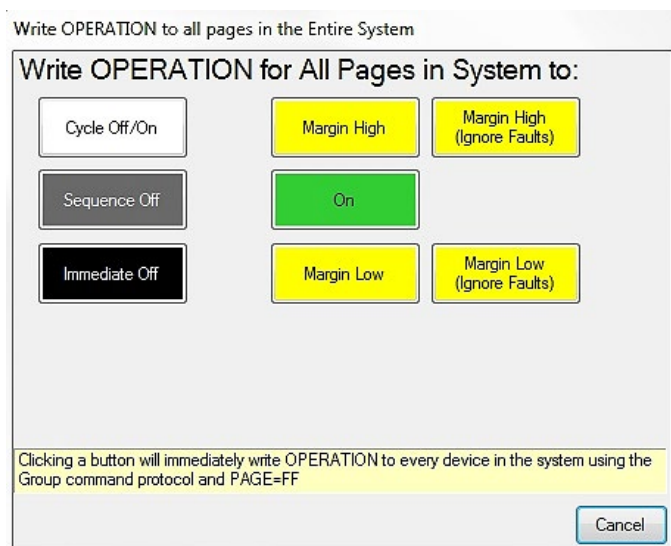 Write OPERATION to all pages in the Entire System
Write OPERATION for All Pages in System to:
Cycle Off/On
Margin High
Margin High
(Ignore Faults)
Sequence Off
On
Immediate Off
Margin Low
Margin Low
(Ignore Faults)
Clicking a button will immediately write OPERATION to every device in the system using the
Group command protocol and PAGE=FF
Cancel